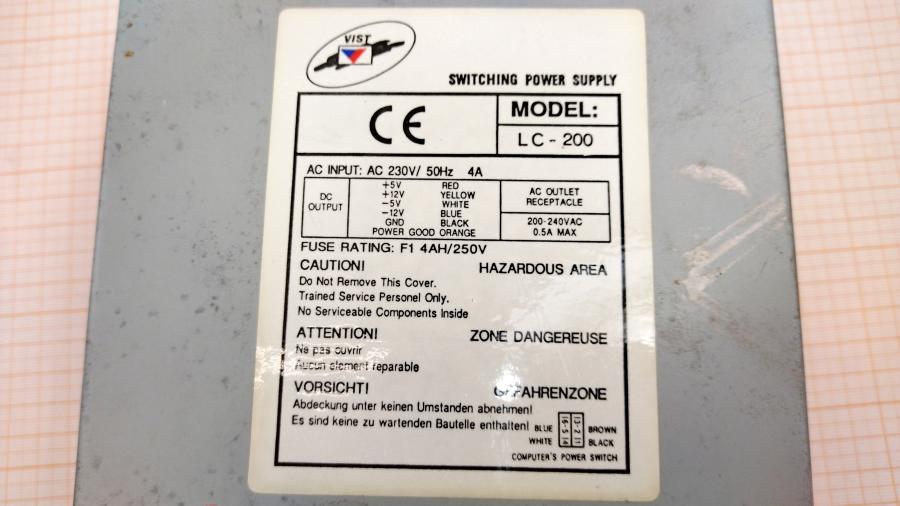 VIST
SWITCHING POWER SUPPLY
CE
MODEL:
LC-200
AC INPUT: AC 230V/ 50Hz 4A
DC OUTPUT
+5V RED
+12V YELLOW
-5V WHITE
-12V BLUE
GND BLACK
POWER GOOD ORANGE
AC OUTLET
RECEPTACLE
200-240VAC
0.5A MAX
FUSE RATING: F1 4AH/250V
CAUTION! HAZARDOUS AREA
Do Not Remove This Cover.
Trained Service Personel Only.
No Serviceable Components Inside
ATTENTION! ZONE DANGEREUSE
Ne pas ouvrir
Aucun element reparable
VORSICHT! GAFAHRENZONE
Abdeckung unter keinen Umstanden abnehmen!
Es sind keine zu wartenden Bautelle enthalten!
BLUE BROWN
WHITE BLACK
COMPUTER'S POWER SWITCH